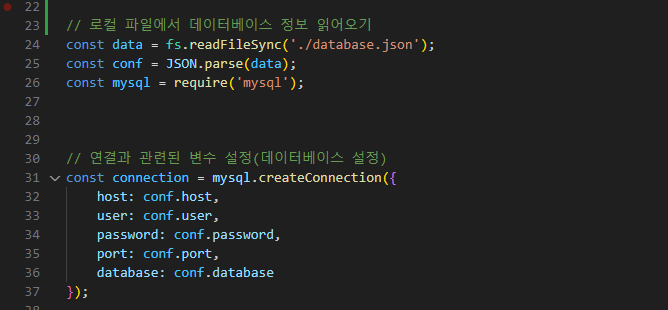 22
23 // 로컬 파일에서 데이터베이스 정보 읽어오기
24 const data = fs.readFileSync('./database.json');
25 const conf = JSON.parse(data);
26 const mysql = require('mysql');
27
28
29
30 // 연결과 관련된 변수 설정(데이터베이스 설정)
31 const connection = mysql.createConnection({
32 host: conf.host,
33 user: conf.user,
34 password: conf.password,
35 port: conf.port,
36 database: conf.database
37 });
38